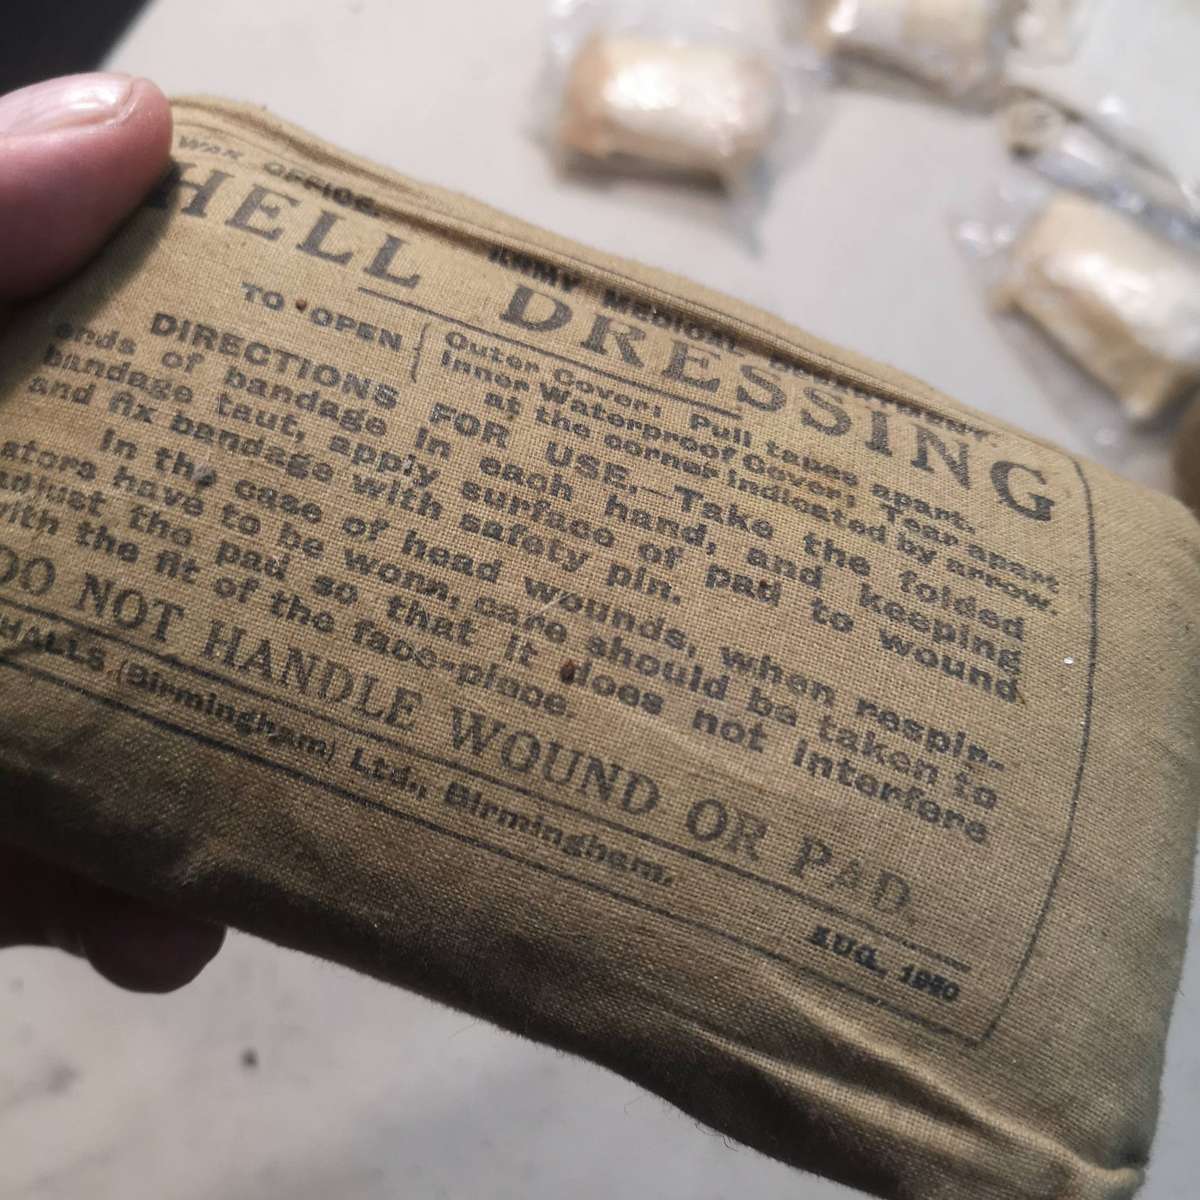 WAR OFFICE.
ARMY MEDICAL DEPARTMENT.
HELL DRESSING
TO OPEN { Outer Cover: Pull tapes apart.
Inner Waterproof Cover: Tear apart
at the corner indicated by arrow.
DIRECTIONS FOR USE.—Take the folded
ends of bandage in each hand, and keeping
bandage taut, apply surface of pad to wound
and fix bandage with safety pin.
In the case of head wounds, when respir-
ators have to be worn, care should be taken to
adjust the pad so that it does not interfere
with the fit of the face-piece.
DO NOT HANDLE WOUND OR PAD.
HALLS (Birmingham) Ltd., Birmingham.
AUG.